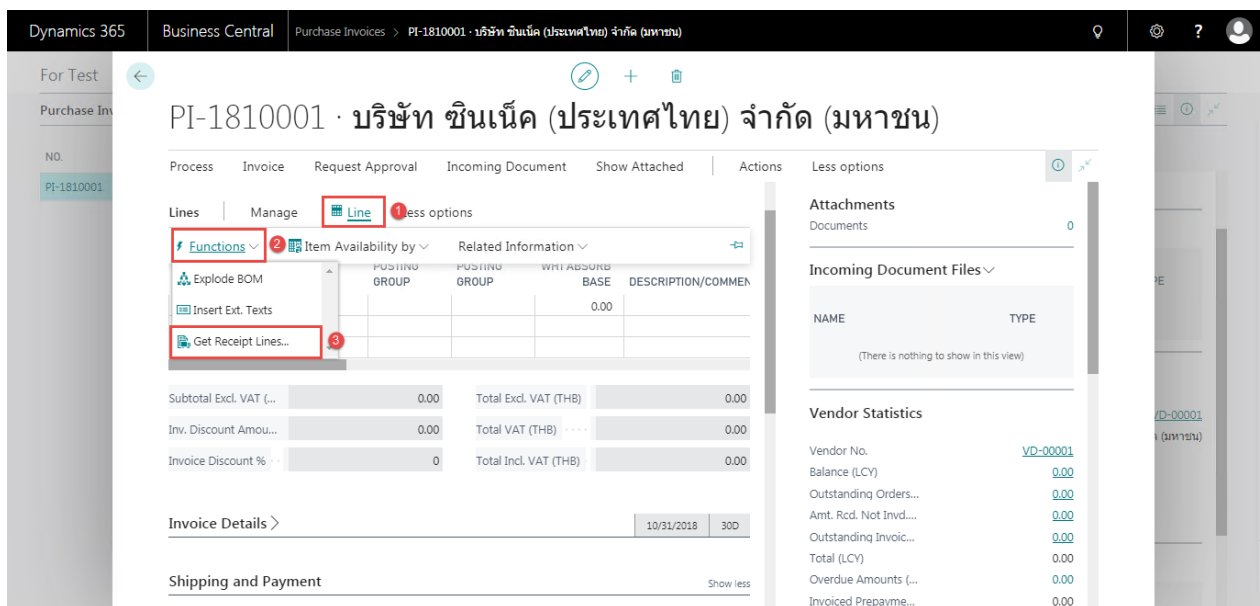 Dynamics 365 Business Central Purchase Invoices > PI-1810001 · บริษัท ซินเน็ค (ประเทศไทย) จำกัด (มหาชน) ?
For Test
Purchase Inv
NO.
PI-1810001
PI-1810001 · บริษัท ซินเน็ค (ประเทศไทย) จำกัด (มหาชน)
Process Invoice Request Approval Incoming Document Show Attached Actions Less options
Lines Manage Line 1 ess options
Functions 2 Item Availability by Related Information
POSTING GROUP POSTING GROUP WHT ABSORB BASE DESCRIPTION/COMMEN
0.00
Explode BOM
Insert Ext. Texts
Get Receipt Lines... 3
Subtotal Excl. VAT (... 0.00 Total Excl. VAT (THB) 0.00
Inv. Discount Amou... 0.00 Total VAT (THB) 0.00
Invoice Discount % 0 Total Incl. VAT (THB) 0.00
Invoice Details > 10/31/2018 30D
Shipping and Payment Show less
Attachments
Documents 0
Incoming Document Files
NAME TYPE
(There is nothing to show in this view)
Vendor Statistics
Vendor No. VD-00001
Balance (LCY) 0.00
Outstanding Orders... 0.00
Amt. Rcd. Not Invd.... 0.00
Outstanding Invoic... 0.00
Total (LCY) 0.00
Overdue Amounts (... 0.00
Invoiced Prepayme... 0.00
PE
VD-00001
(มหาชน)